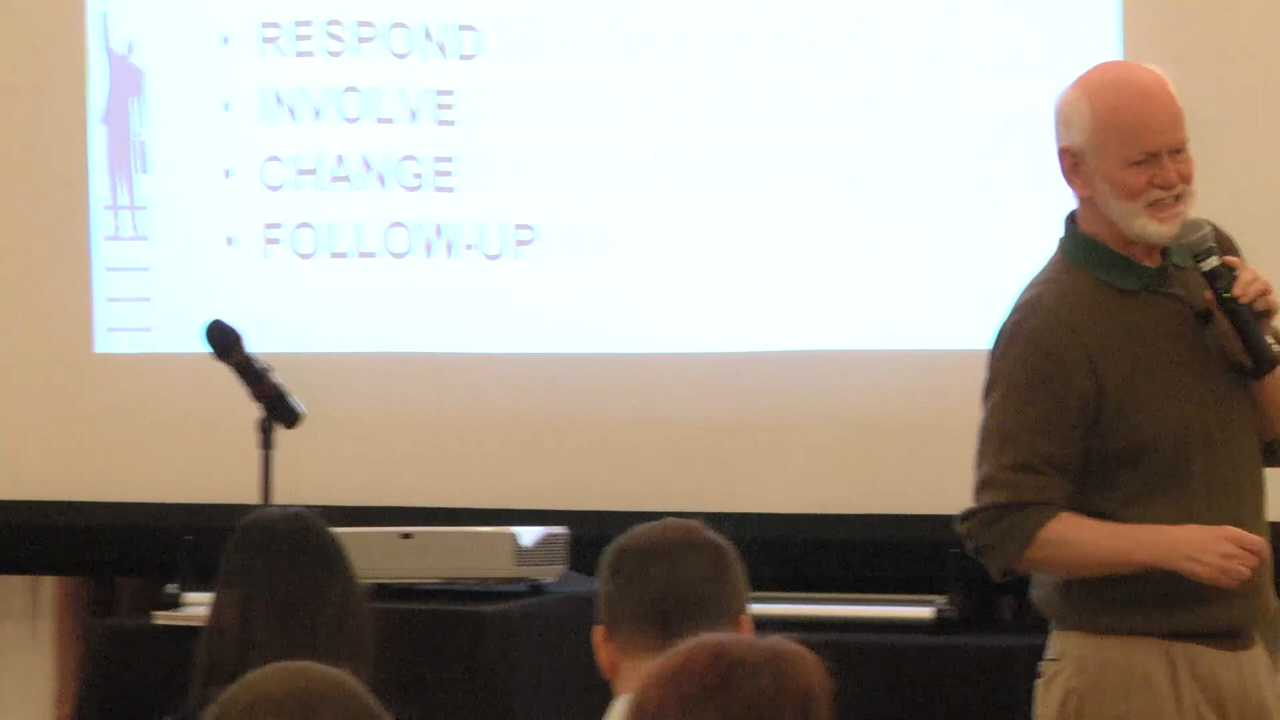 • RESPOND
• INVOLVE
• CHANGE
• FOLLOW-UP